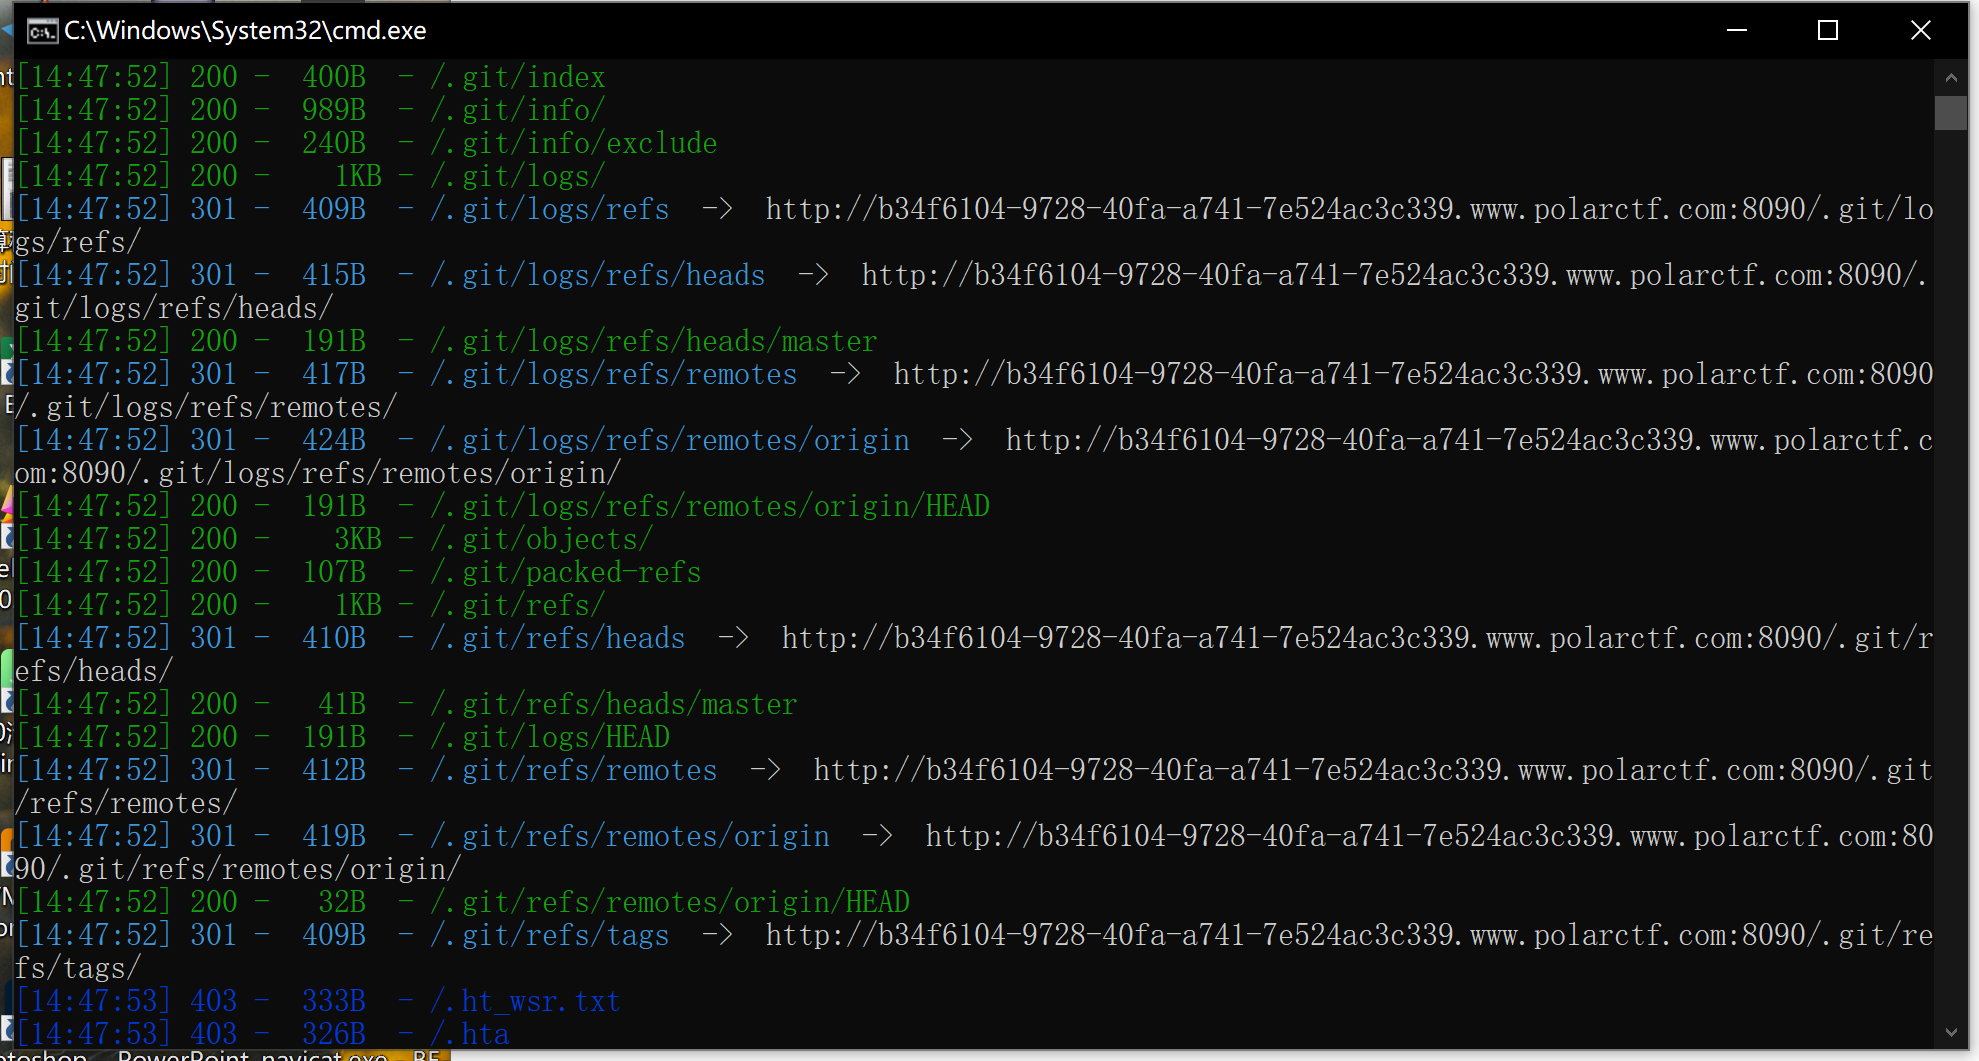 C:\Windows\System32\cmd.exe
[14:47:52] 200 -  400B  - /.git/index
[14:47:52] 200 -  989B  - /.git/info/
[14:47:52] 200 -  240B  - /.git/info/exclude
[14:47:52] 200 -    1KB - /.git/logs/
[14:47:52] 301 -  409B  - /.git/logs/refs  ->  http://b34f6104-9728-40fa-a741-7e524ac3c339.www.polarctf.com:8090/.git/lo
gs/refs/
[14:47:52] 301 -  415B  - /.git/logs/refs/heads  ->  http://b34f6104-9728-40fa-a741-7e524ac3c339.www.polarctf.com:8090/.
git/logs/refs/heads/
[14:47:52] 200 -  191B  - /.git/logs/refs/heads/master
[14:47:52] 301 -  417B  - /.git/logs/refs/remotes  ->  http://b34f6104-9728-40fa-a741-7e524ac3c339.www.polarctf.com:8090
/.git/logs/refs/remotes/
[14:47:52] 301 -  424B  - /.git/logs/refs/remotes/origin  ->  http://b34f6104-9728-40fa-a741-7e524ac3c339.www.polarctf.c
om:8090/.git/logs/refs/remotes/origin/
[14:47:52] 200 -  191B  - /.git/logs/refs/remotes/origin/HEAD
[14:47:52] 200 -    3KB - /.git/objects/
[14:47:52] 200 -  107B  - /.git/packed-refs
[14:47:52] 200 -    1KB - /.git/refs/
[14:47:52] 301 -  410B  - /.git/refs/heads  ->  http://b34f6104-9728-40fa-a741-7e524ac3c339.www.polarctf.com:8090/.git/r
efs/heads/
[14:47:52] 200 -   41B  - /.git/refs/heads/master
[14:47:52] 200 -  191B  - /.git/logs/HEAD
[14:47:52] 301 -  412B  - /.git/refs/remotes  ->  http://b34f6104-9728-40fa-a741-7e524ac3c339.www.polarctf.com:8090/.git
/refs/remotes/
[14:47:52] 301 -  419B  - /.git/refs/remotes/origin  ->  http://b34f6104-9728-40fa-a741-7e524ac3c339.www.polarctf.com:80
90/.git/refs/remotes/origin/
[14:47:52] 200 -   32B  - /.git/refs/remotes/origin/HEAD
[14:47:52] 301 -  409B  - /.git/refs/tags  ->  http://b34f6104-9728-40fa-a741-7e524ac3c339.www.polarctf.com:8090/.git/re
fs/tags/
[14:47:53] 403 -  333B  - /.ht_wsr.txt
[14:47:53] 403 -  326B  - /.hta
PowerPoint navicat.exe